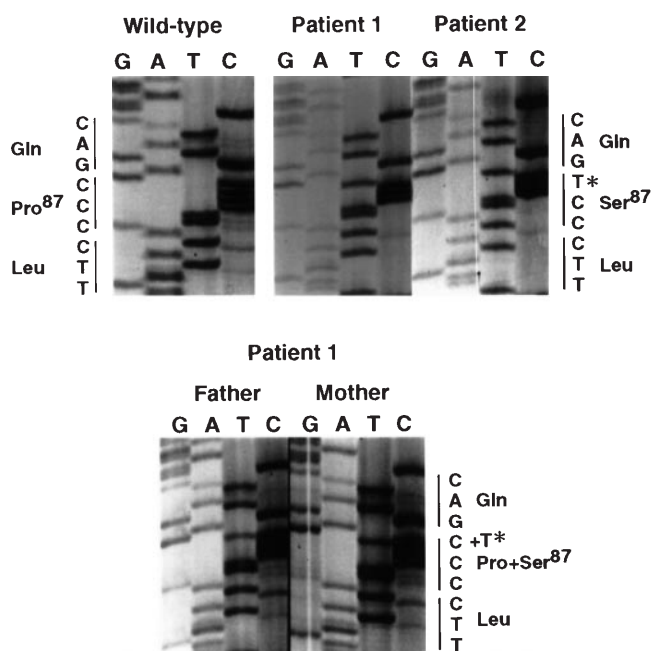 Wild-type Patient 1 Patient 2
G A T C G A T C G A T C
C
A
G
Gln
C
C
C
Pro87
C
T
T
Leu
C
A
G
Gln
T*
C
C
Ser87
C
T
T
Leu
Patient 1
Father Mother
G A T C G A T C
C
A
G
Gln
C +T*
C
C
Pro+Ser87
C
T
T
Leu